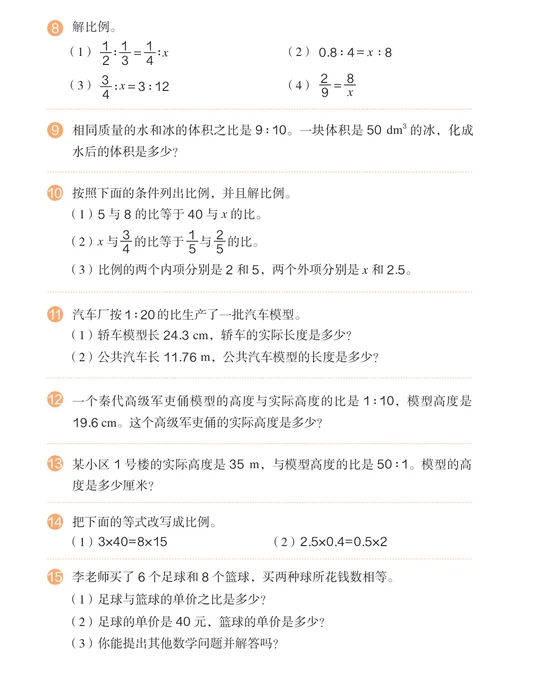 8 解比例。
（1）1/2∶1/3＝1/4∶x （2）0.8∶4＝x∶8
（3）3/4∶x＝3∶12 （4）2/9＝8/x
9 相同质量的水和冰的体积之比是 9∶10。一块体积是 50 dm³ 的冰，化成
水后的体积是多少?
10 按照下面的条件列出比例，并且解比例。
（1）5 与 8 的比等于 40 与 x 的比。
（2）x 与 3/4 的比等于 1/5 与 2/5 的比。
（3）比例的两个内项分别是 2 和 5，两个外项分别是 x 和 2.5。
11 汽车厂按 1∶20 的比生产了一批汽车模型。
（1）轿车模型长 24.3 cm，轿车的实际长度是多少?
（2）公共汽车长 11.76 m，公共汽车模型的长度是多少?
12 一个秦代高级军吏俑模型的高度与实际高度的比是 1∶10，模型高度是
19.6 cm。这个高级军吏俑的实际高度是多少?
13 某小区 1 号楼的实际高度是 35 m，与模型高度的比是 50∶1。模型的高
度是多少厘米?
14 把下面的等式改写成比例。
（1）3×40=8×15 （2）2.5×0.4=0.5×2
15 李老师买了 6 个足球和 8 个篮球，买两种球所花钱数相等。
（1）足球与篮球的单价之比是多少?
（2）足球的单价是 40 元，篮球的单价是多少?
（3）你能提出其他数学问题并解答吗?